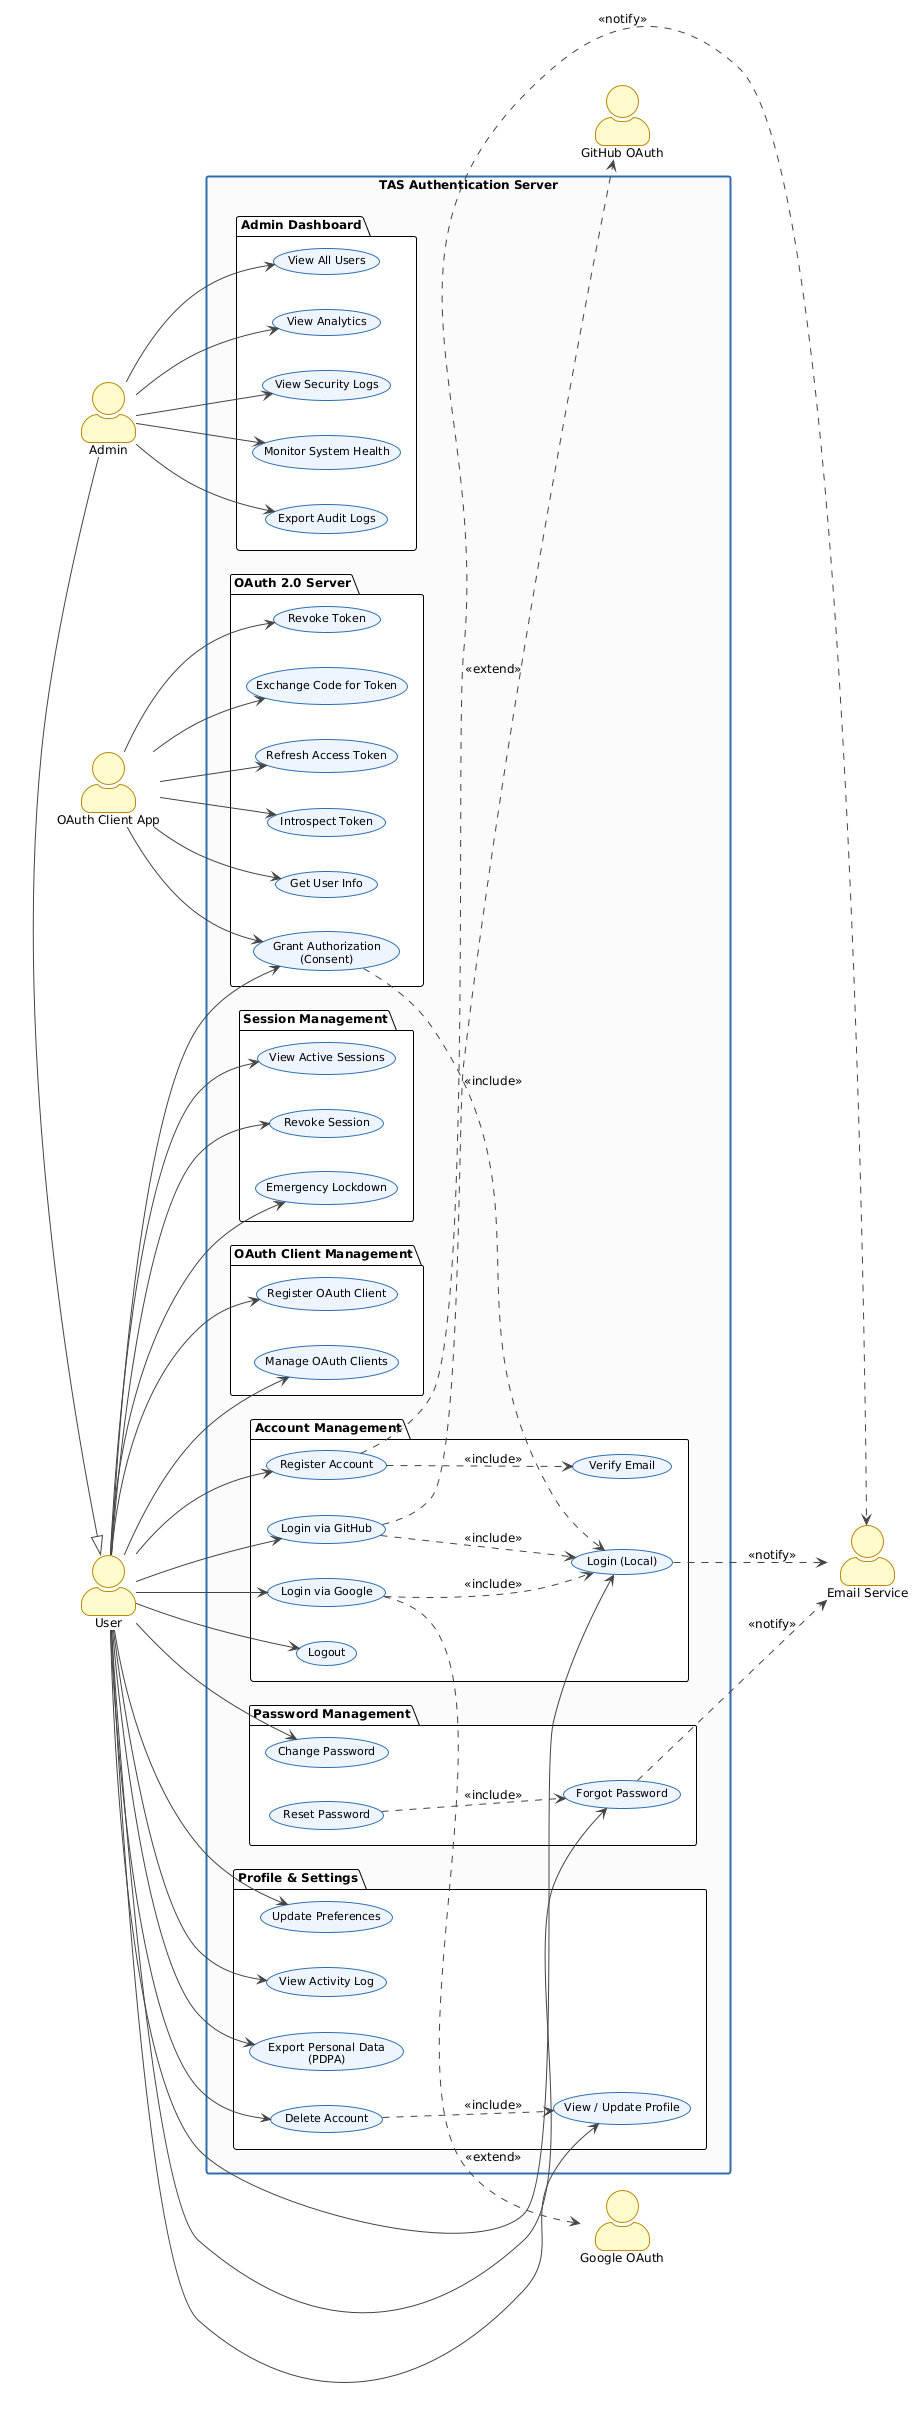 «notify»
GitHub OAuth
TAS Authentication Server
Admin Dashboard
View All Users
View Analytics
View Security Logs
Monitor System Health
Export Audit Logs
Admin
OAuth 2.0 Server
Revoke Token
Exchange Code for Token
«extend»
Refresh Access Token
Introspect Token
Get User Info
Grant Authorization
(Consent)
OAuth Client App
Session Management
View Active Sessions
«include»
Revoke Session
Emergency Lockdown
OAuth Client Management
Register OAuth Client
Manage OAuth Clients
Account Management
Register Account
«include»
Verify Email
Login via GitHub
«include»
Login (Local)
«notify»
Login via Google
«include»
Logout
User
Email Service
«notify»
Password Management
Change Password
Reset Password
«include»
Forgot Password
Profile & Settings
Update Preferences
View Activity Log
Export Personal Data
(PDPA)
Delete Account
«include»
View / Update Profile
«extend»
Google OAuth